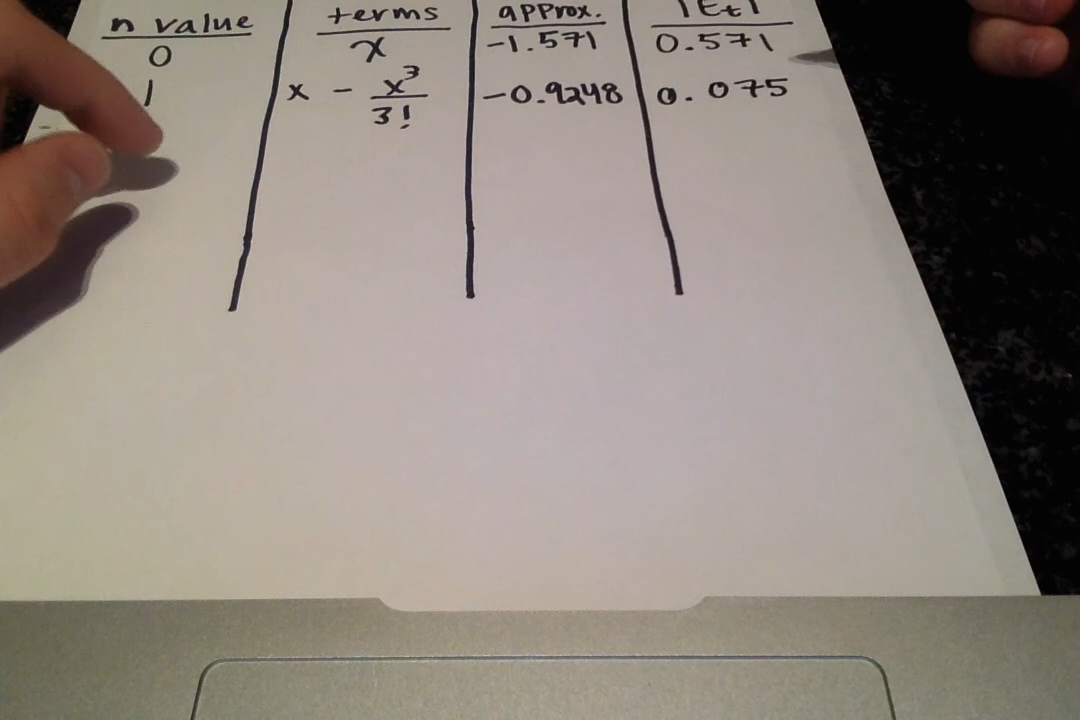 n value terms approx. |Et|
0 x -1.571 0.571
1 x - x³/3! -0.9248 0.075